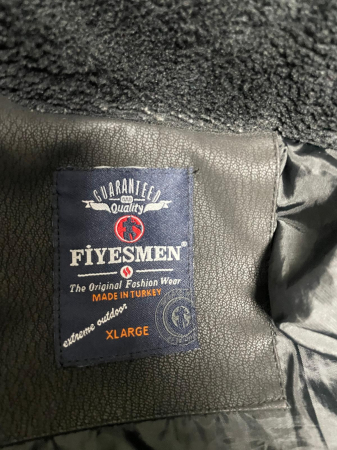 GUARANTEED
Quality
FİYESMEN®
The Original Fashion Wear
MADE IN TURKEY
extreme outdoor
XLARGE